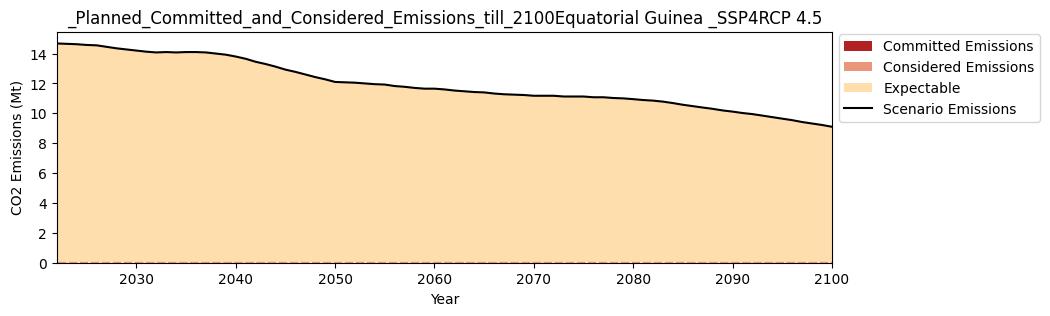 _Planned_Committed_and_Considered_Emissions_till_2100Equatorial Guinea _SSP4RCP 4.5
CO2 Emissions (Mt)
14
12
10
8
6
4
2
0
2030 2040 2050 2060 2070 2080 2090 2100
Year
Committed Emissions
Considered Emissions
Expectable
Scenario Emissions